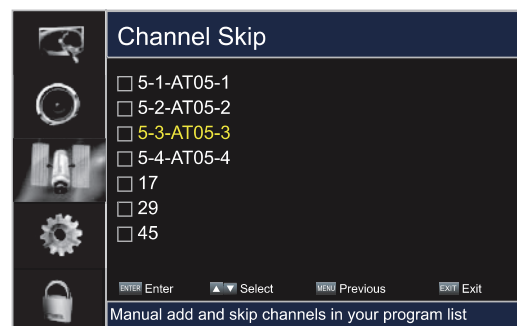 Channel Skip
5-1-AT05-1
5-2-AT05-2
5-3-AT05-3
5-4-AT05-4
17
29
45
ENTER Enter ▲ ▼ Select MENU Previous EXIT Exit
Manual add and skip channels in your program list